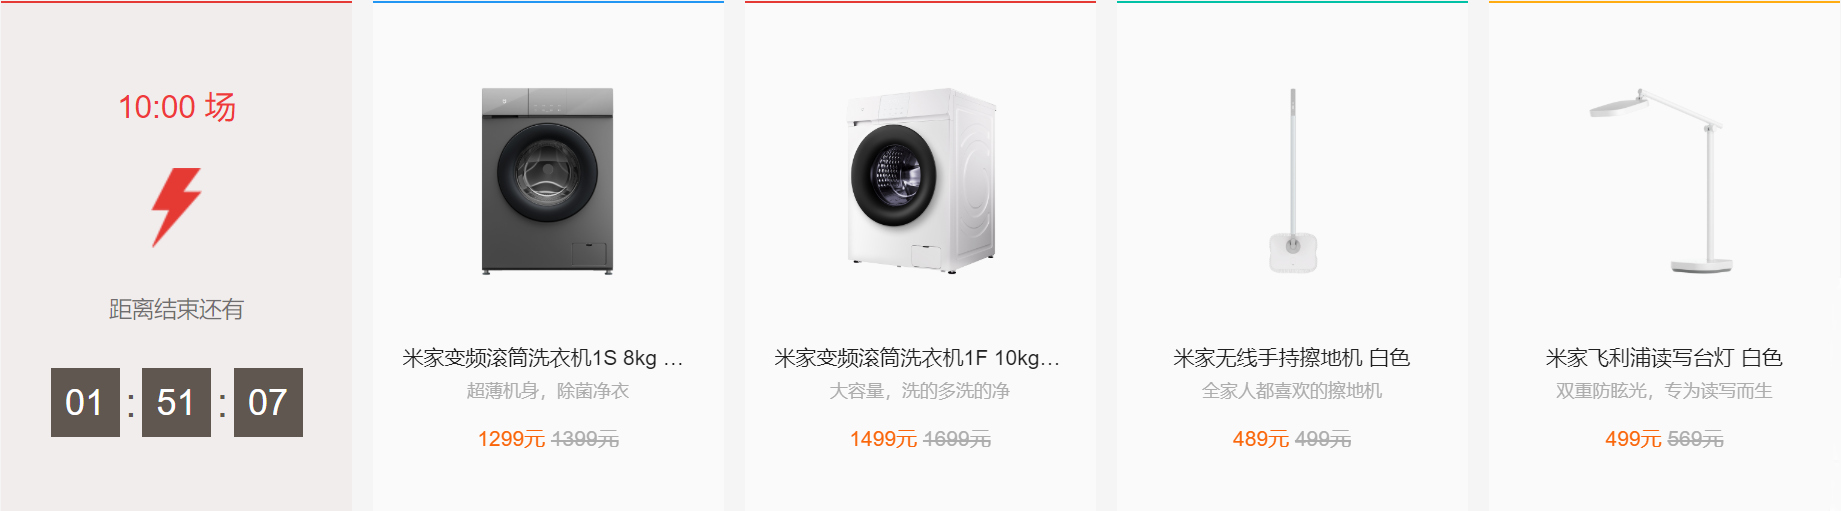 10:00 场
距离结束还有
01 : 51 : 07
米家变频滚筒洗衣机1S 8kg ...
超薄机身，除菌净衣
1299元 1399元
米家变频滚筒洗衣机1F 10kg...
大容量，洗的多洗的净
1499元 1699元
米家无线手持擦地机 白色
全家人都喜欢的擦地机
489元 499元
米家飞利浦读写台灯 白色
双重防眩光，专为读写而生
499元 569元